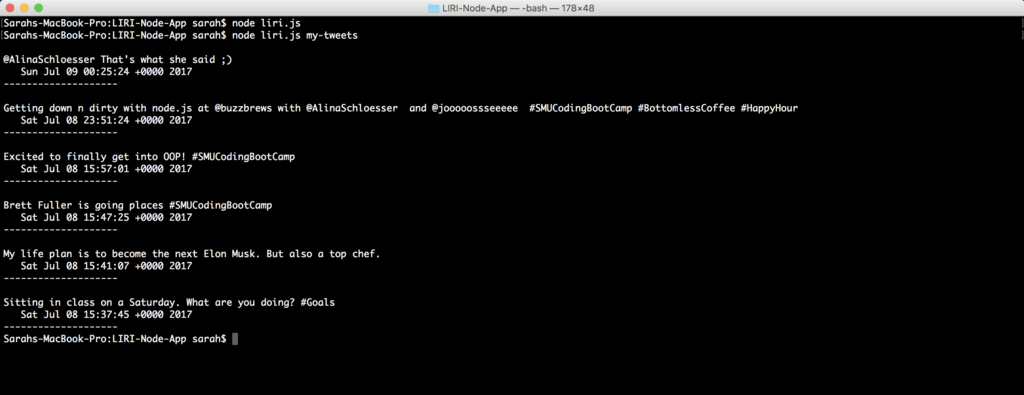 LIRI-Node-App — -bash — 178×48
[Sarahs-MacBook-Pro:LIRI-Node-App sarah$ node liri.js
[Sarahs-MacBook-Pro:LIRI-Node-App sarah$ node liri.js my-tweets
@AlinaSchloesser That's what she said ;)
Sun Jul 09 00:25:24 +0000 2017
--------------------
Getting down n dirty with node.js at @buzzbrews with @AlinaSchloesser  and @jooooossseeeee  #SMUCodingBootCamp #BottomlessCoffee #HappyHour
Sat Jul 08 23:51:24 +0000 2017
--------------------
Excited to finally get into OOP! #SMUCodingBootCamp
Sat Jul 08 15:57:01 +0000 2017
--------------------
Brett Fuller is going places #SMUCodingBootCamp
Sat Jul 08 15:47:25 +0000 2017
--------------------
My life plan is to become the next Elon Musk. But also a top chef.
Sat Jul 08 15:41:07 +0000 2017
--------------------
Sitting in class on a Saturday. What are you doing? #Goals
Sat Jul 08 15:37:45 +0000 2017
--------------------
Sarahs-MacBook-Pro:LIRI-Node-App sarah$